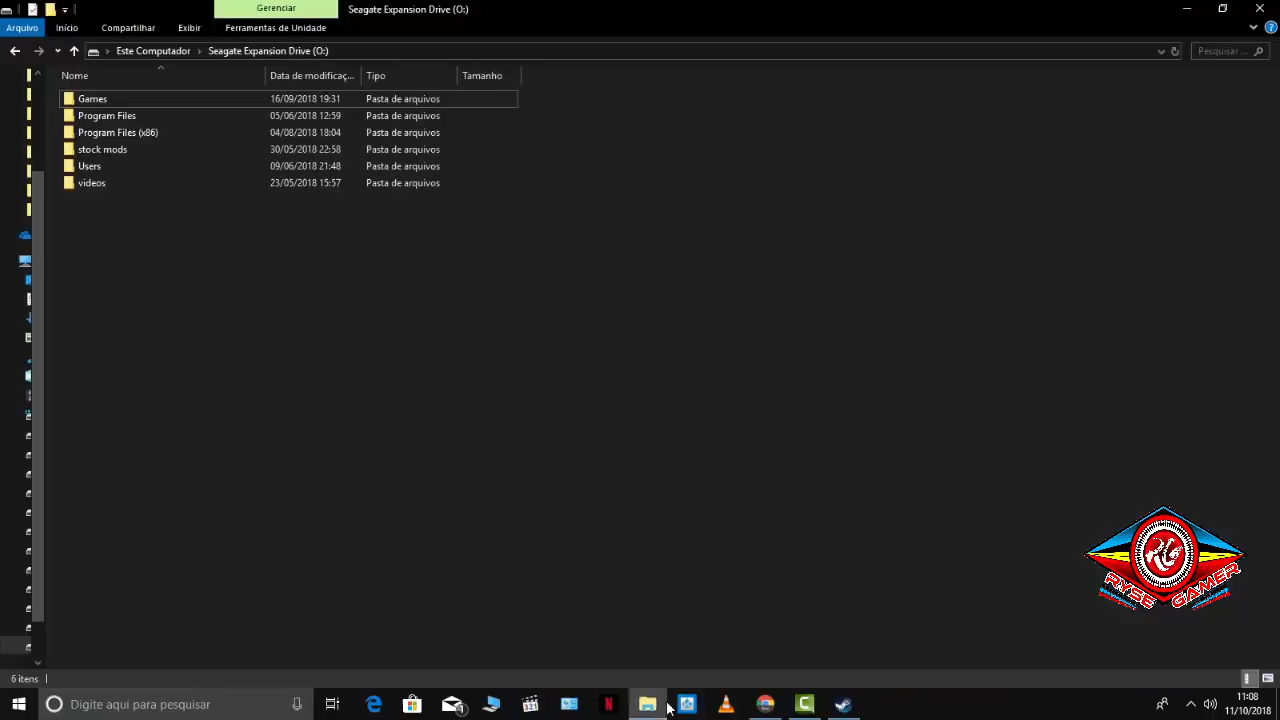 Gerenciar
Seagate Expansion Drive (O:)
Arquivo
Início
Compartilhar
Exibir
Ferramentas de Unidade
Este Computador > Seagate Expansion Drive (O:)
Pesquisar ...
Nome
Data de modificaç...
Tipo
Tamanho
Games 16/09/2018 19:31 Pasta de arquivos
Program Files 05/06/2018 12:59 Pasta de arquivos
Program Files (x86) 04/08/2018 18:04 Pasta de arquivos
stock mods 30/05/2018 22:58 Pasta de arquivos
Users 09/06/2018 21:48 Pasta de arquivos
videos 23/05/2018 15:57 Pasta de arquivos
RYSE GAMER
6 itens
Digite aqui para pesquisar
11:08
11/10/2018